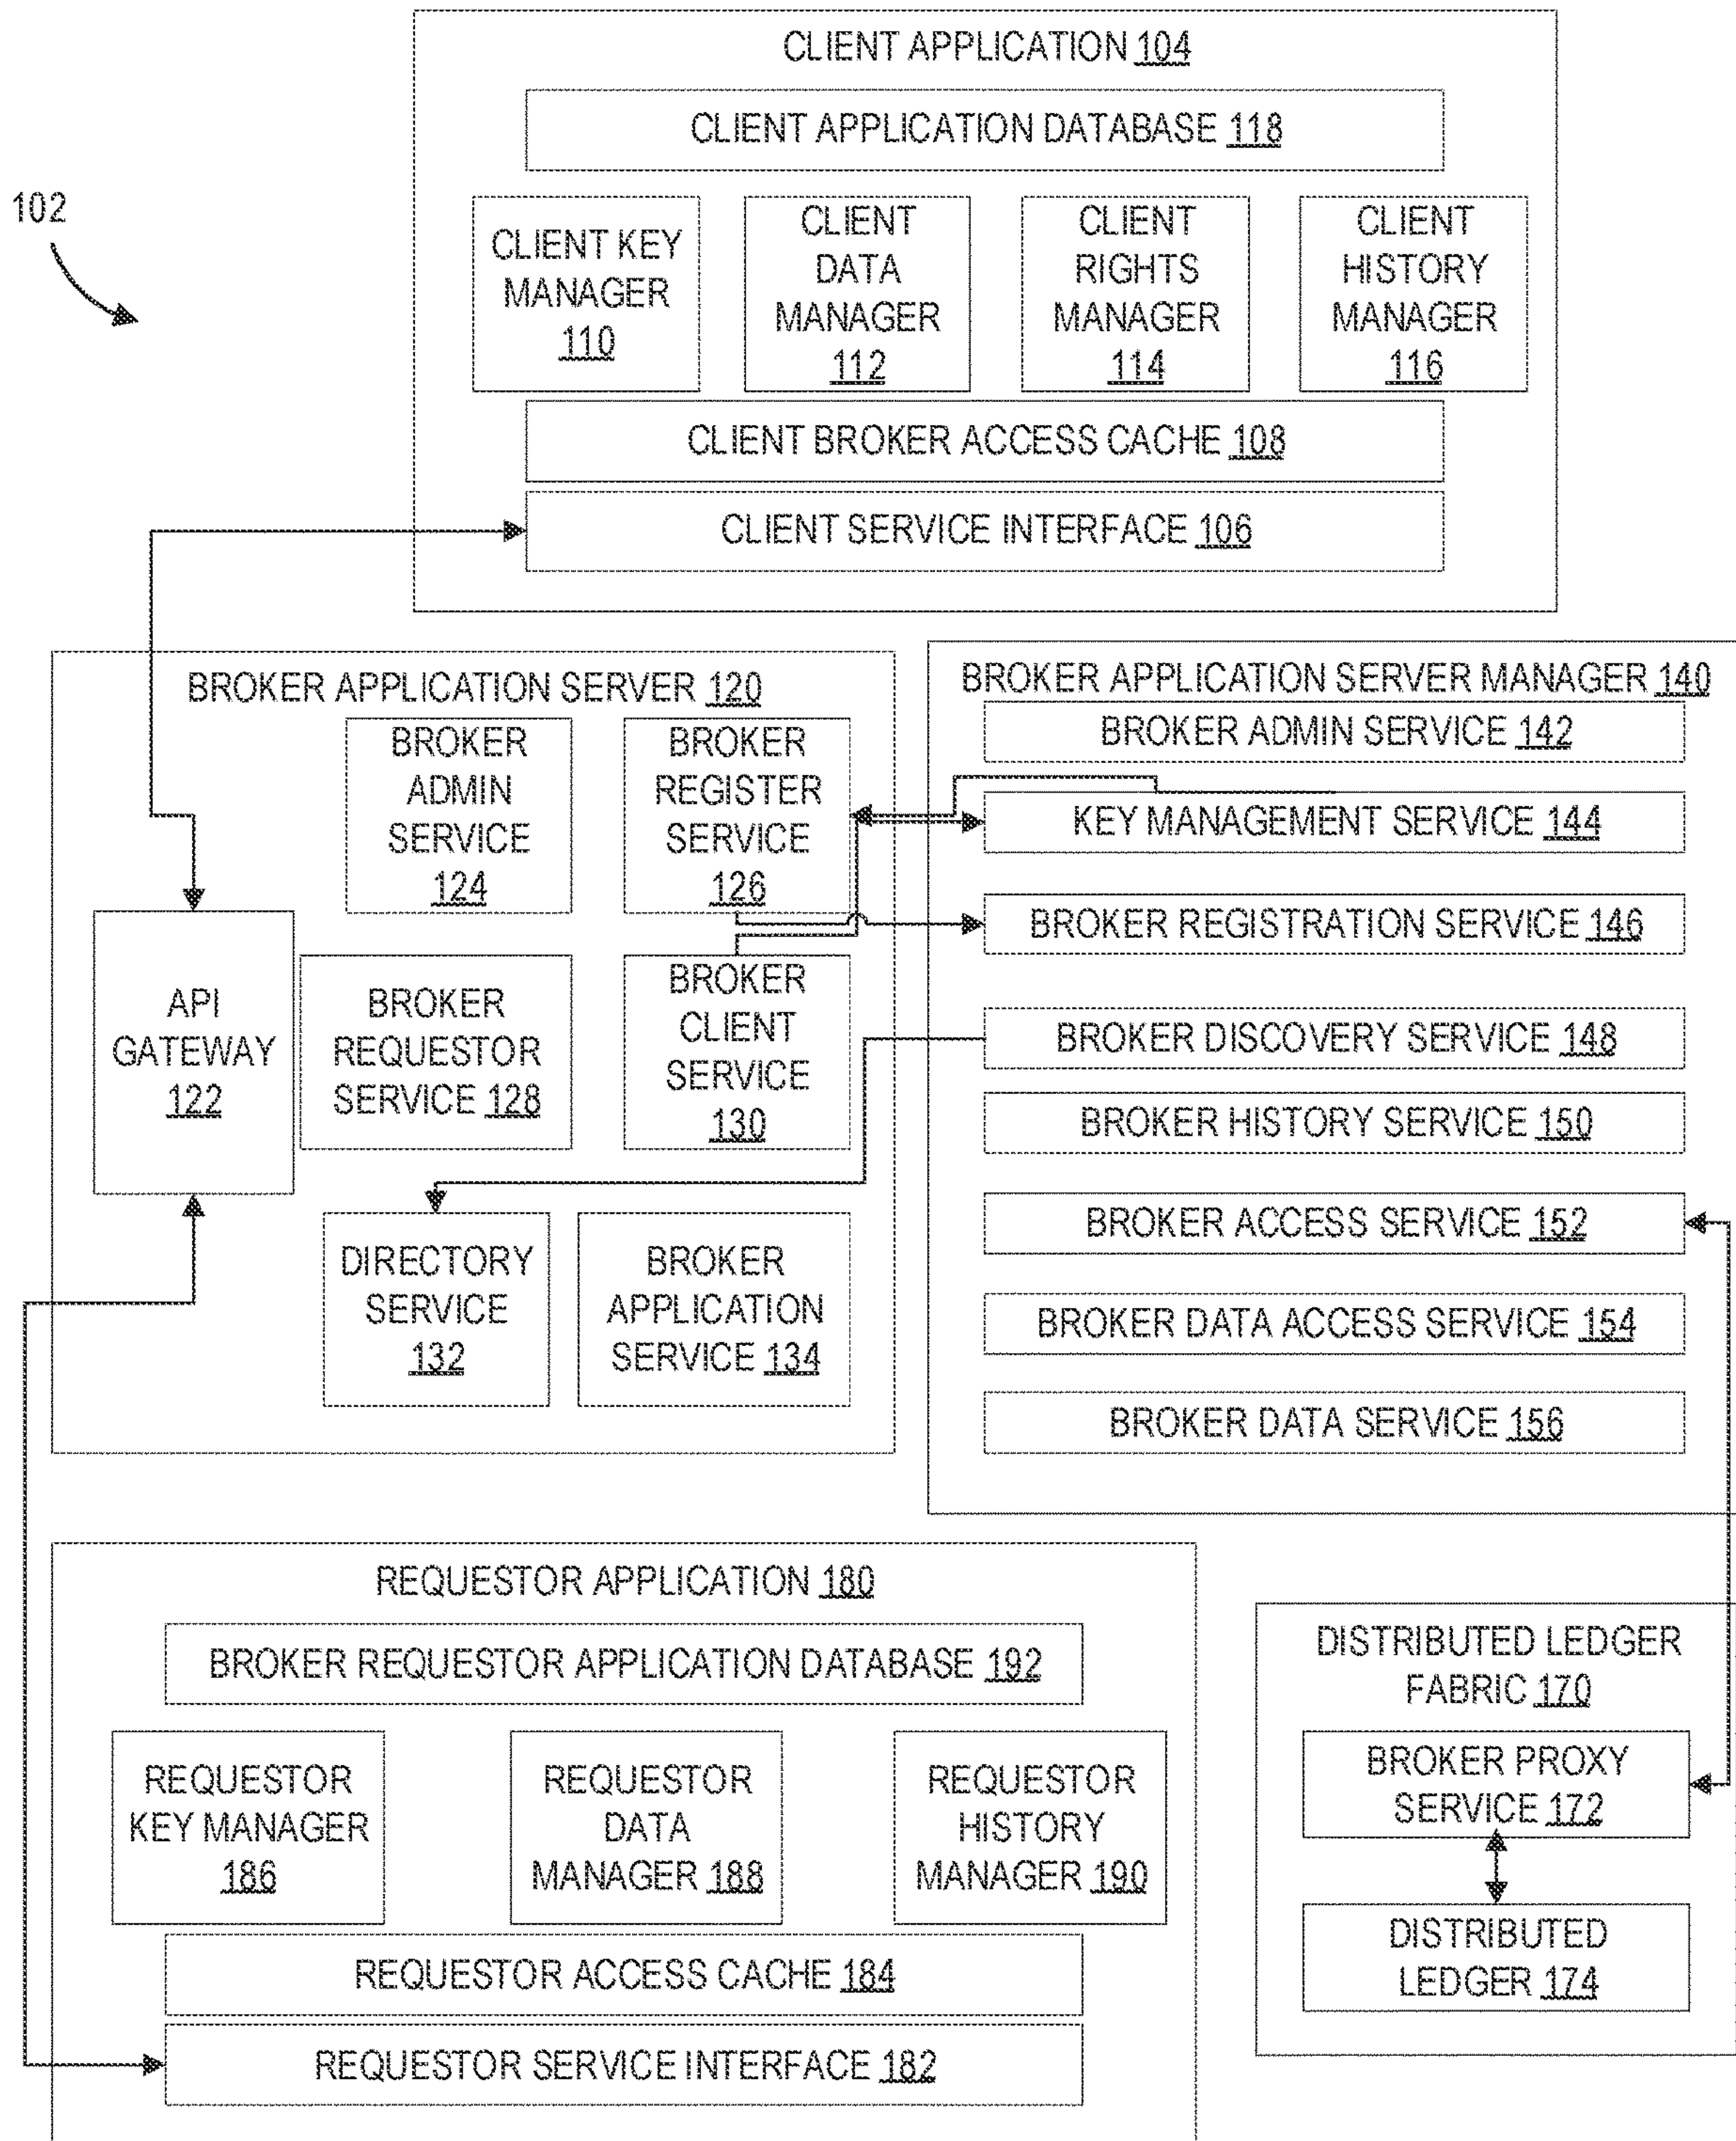 CLIENT APPLICATION 104
CLIENT APPLICATION DATABASE 118
102
CLIENT KEY
MANAGER
110
CLIENT
DATA
MANAGER
112
CLIENT
RIGHTS
MANAGER
114
CLIENT
HISTORY
MANAGER
116
CLIENT BROKER ACCESS CACHE 108
CLIENT SERVICE INTERFACE 106
BROKER APPLICATION SERVER 120
BROKER
ADMIN
SERVICE
124
BROKER
REGISTER
SERVICE
126
API
GATEWAY
122
BROKER
REQUESTOR
SERVICE 128
BROKER
CLIENT
SERVICE
130
DIRECTORY
SERVICE
132
BROKER
APPLICATION
SERVICE 134
BROKER APPLICATION SERVER MANAGER 140
BROKER ADMIN SERVICE 142
KEY MANAGEMENT SERVICE 144
BROKER REGISTRATION SERVICE 146
BROKER DISCOVERY SERVICE 148
BROKER HISTORY SERVICE 150
BROKER ACCESS SERVICE 152
BROKER DATA ACCESS SERVICE 154
BROKER DATA SERVICE 156
REQUESTOR APPLICATION 180
BROKER REQUESTOR APPLICATION DATABASE 192
REQUESTOR
KEY MANAGER
186
REQUESTOR
DATA
MANAGER 188
REQUESTOR
HISTORY
MANAGER 190
REQUESTOR ACCESS CACHE 184
REQUESTOR SERVICE INTERFACE 182
DISTRIBUTED LEDGER
FABRIC 170
BROKER PROXY
SERVICE 172
DISTRIBUTED
LEDGER 174